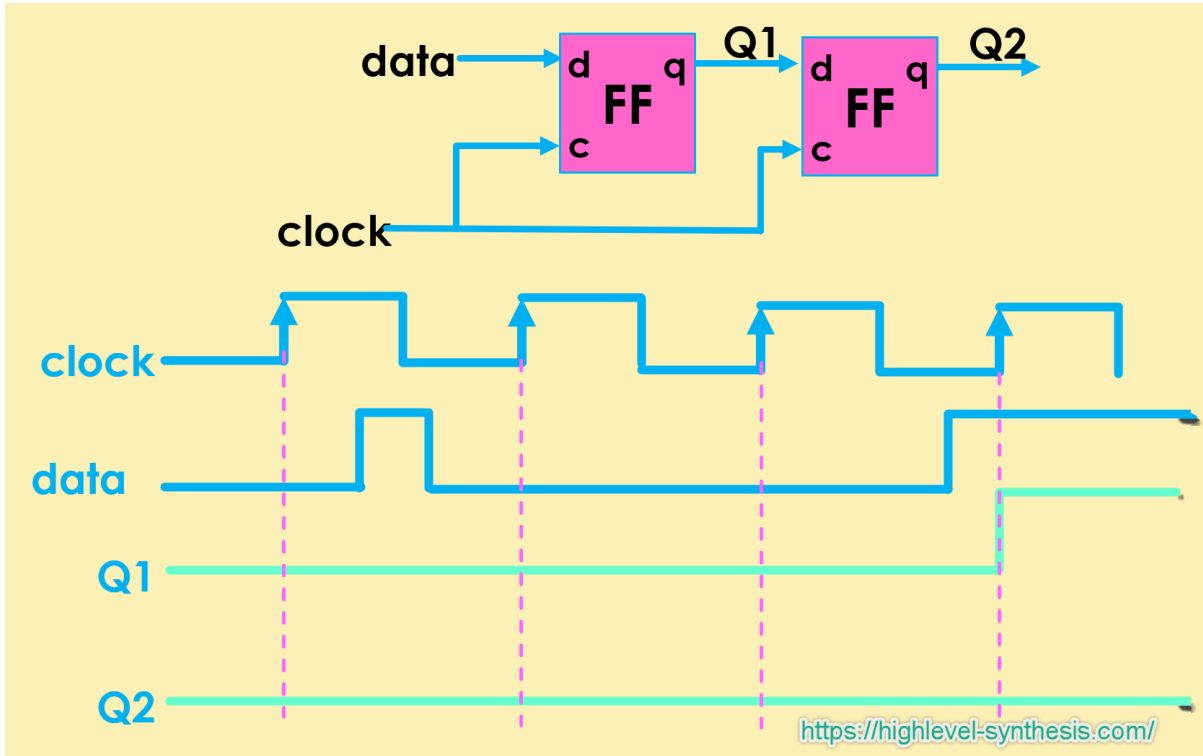 data
d
q
FF
c
Q1
d
q
FF
c
Q2
clock
clock
data
Q1
Q2
https://highlevel-synthesis.com/